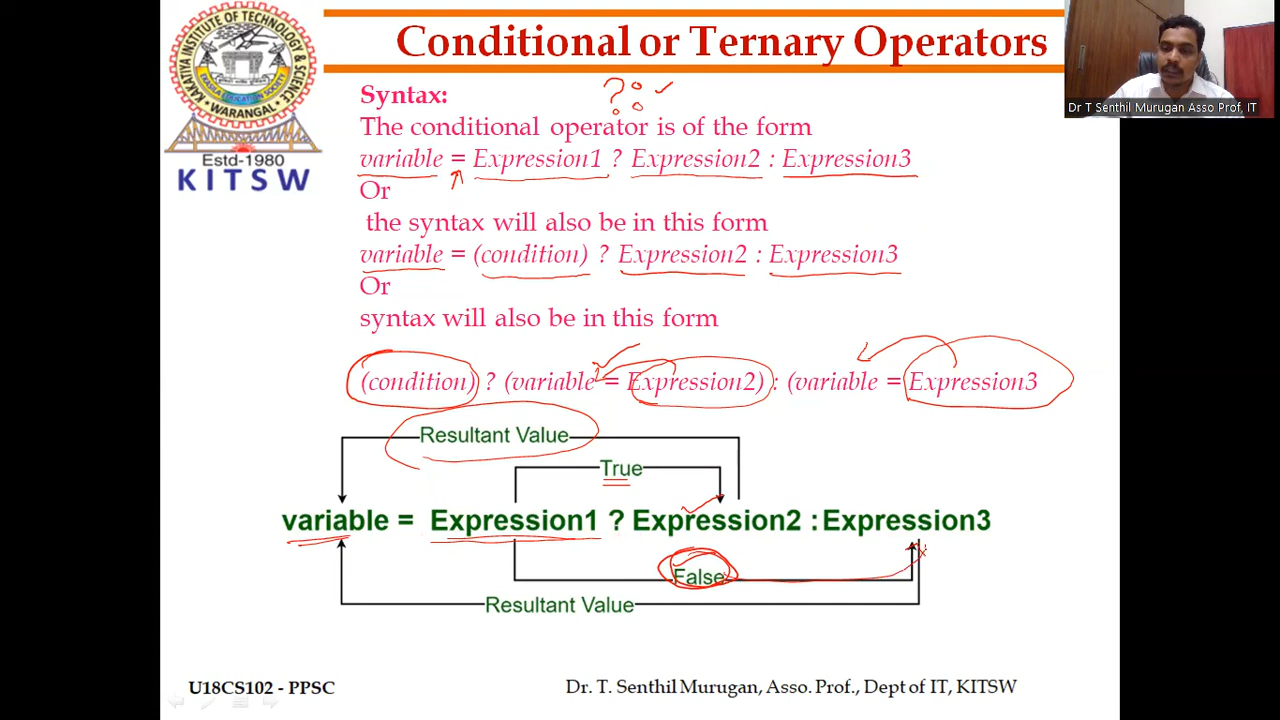 KAKATIYA INSTITUTE OF TECHNOLOGY & SCIENCE
WARANGAL
Estd-1980
KITSW
Conditional or Ternary Operators
Dr T Senthil Murugan Asso Prof, IT
Syntax:
? :
The conditional operator is of the form
variable = Expression1 ? Expression2 : Expression3
Or
the syntax will also be in this form
variable = (condition) ? Expression2 : Expression3
Or
syntax will also be in this form
(condition) ? (variable = Expression2) : (variable = Expression3
Resultant Value
True
variable = Expression1 ? Expression2 : Expression3
False
Resultant Value
U18CS102 - PPSC
Dr. T. Senthil Murugan, Asso. Prof., Dept of IT, KITSW